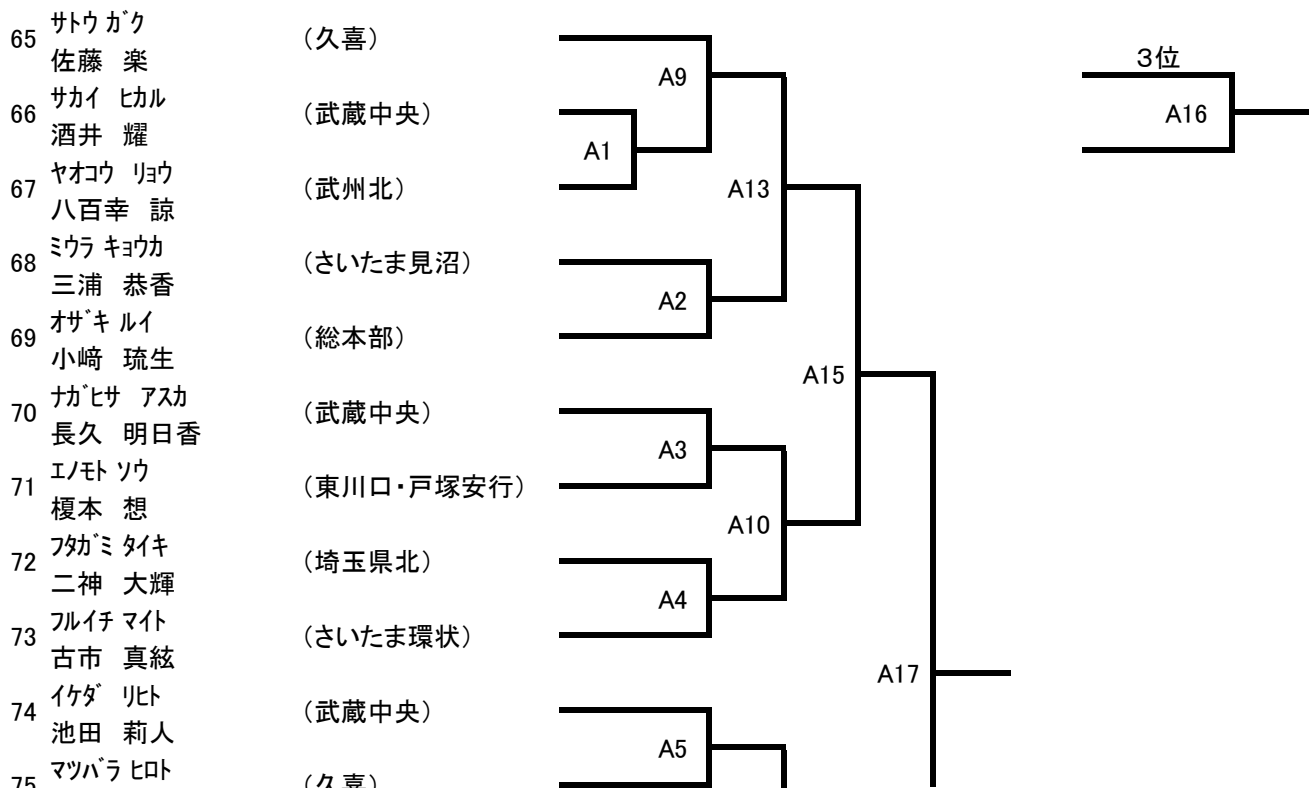 ｻﾄｳ ｶﾞｸ
65 佐藤 楽 （久喜）
ｻｶｲ ﾋｶﾙ
66 酒井 耀 （武蔵中央）
ﾔｵｺｳ ﾘｮｳ
67 八百幸 諒 （武州北）
ﾐｳﾗ ｷｮｳｶ
68 三浦 恭香 （さいたま見沼）
ｵｻﾞｷ ﾙｲ
69 小﨑 琉生 （総本部）
ﾅｶﾞﾋｻ ｱｽｶ
70 長久 明日香 （武蔵中央）
ｴﾉﾓﾄ ｿｳ
71 榎本 想 （東川口・戸塚安行）
ﾌﾀｶﾞﾐ ﾀｲｷ
72 二神 大輝 （埼玉県北）
ﾌﾙｲﾁ ﾏｲﾄ
73 古市 真絃 （さいたま環状）
ｲｹﾀﾞ ﾘﾋﾄ
74 池田 莉人 （武蔵中央）
ﾏﾂﾊﾞﾗ ﾋﾛﾄ
75 （久喜）
A9
A1
A13
A2
A15
A3
A10
A4
A17
A5
３位
A16